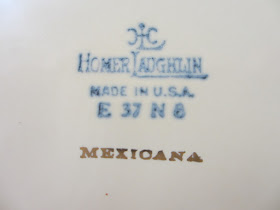 HOMER LAUGHLIN
MADE IN U.S.A.
E 37 N 8
MEXICANA